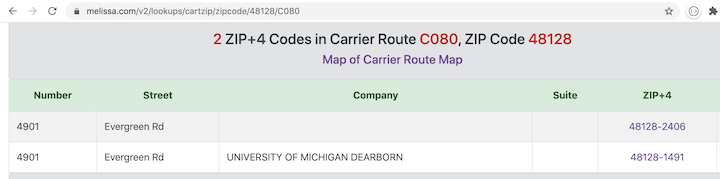 melissa.com/v2/lookups/cartzip/zipcode/48128/C080
2 ZIP+4 Codes in Carrier Route C080, ZIP Code 48128
Map of Carrier Route Map
Number Street Company Suite ZIP+4
4901 Evergreen Rd 48128-2406
4901 Evergreen Rd UNIVERSITY OF MICHIGAN DEARBORN 48128-1491